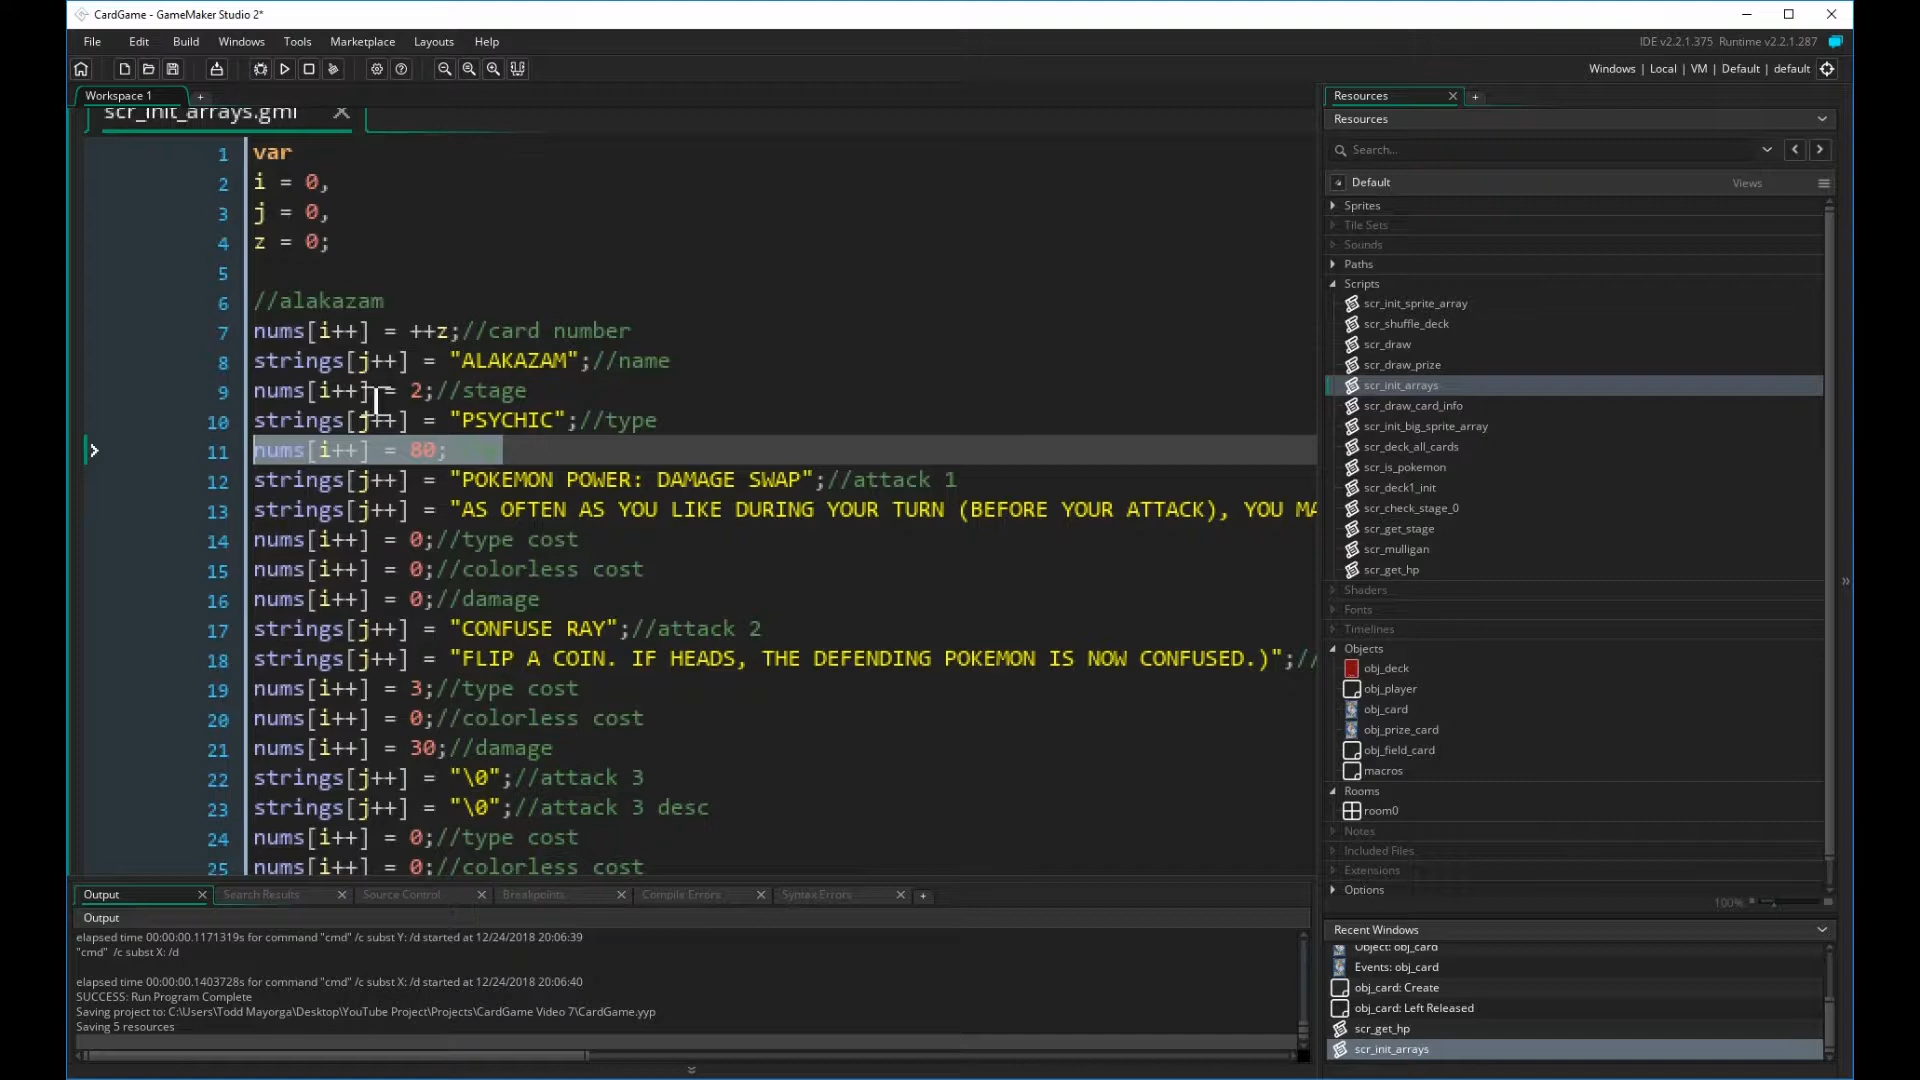 CardGame - GameMaker Studio 2*
File Edit Build Windows Tools Marketplace Layouts Help
IDE v2.2.1.375 Runtime v2.2.1.287
Windows | Local | VM | Default | default
Workspace 1
scr_init_arrays.gml
1 var
2 i = 0,
3 j = 0,
4 z = 0;
5
6 //alakazam
7 nums[i++] = ++z;//card number
8 strings[j++] = "ALAKAZAM";//name
9 nums[i++] = 2;//stage
10 strings[j++] = "PSYCHIC";//type
11 nums[i++] = 80;
12 strings[j++] = "POKEMON POWER: DAMAGE SWAP";//attack 1
13 strings[j++] = "AS OFTEN AS YOU LIKE DURING YOUR TURN (BEFORE YOUR ATTACK), YOU MA
14 nums[i++] = 0;//type cost
15 nums[i++] = 0;//colorless cost
16 nums[i++] = 0;//damage
17 strings[j++] = "CONFUSE RAY";//attack 2
18 strings[j++] = "FLIP A COIN. IF HEADS, THE DEFENDING POKEMON IS NOW CONFUSED.)";//
19 nums[i++] = 3;//type cost
20 nums[i++] = 0;//colorless cost
21 nums[i++] = 30;//damage
22 strings[j++] = "\0";//attack 3
23 strings[j++] = "\0";//attack 3 desc
24 nums[i++] = 0;//type cost
25 nums[i++] = 0;//colorless cost
Output Search Results Source Control Breakpoints Compile Errors Syntax Errors
Output
elapsed time 00:00:00.1171319s for command "cmd" /c subst Y: /d started at 12/24/2018 20:06:39
"cmd" /c subst X: /d
elapsed time 00:00:00.1403728s for command "cmd" /c subst X: /d started at 12/24/2018 20:06:40
SUCCESS: Run Program Complete
Saving project to: C:\Users\Todd Mayorga\Desktop\YouTube Project\Projects\CardGame Video 7\CardGame.yyp
Saving 5 resources
Resources
Resources
Search...
Default Views
Sprites
Tile Sets
Sounds
Paths
Scripts
scr_init_sprite_array
scr_shuffle_deck
scr_draw
scr_draw_prize
scr_init_arrays
scr_draw_card_info
scr_init_big_sprite_array
scr_deck_all_cards
scr_is_pokemon
scr_deck1_init
scr_check_stage_0
scr_get_stage
scr_mulligan
scr_get_hp
Shaders
Fonts
Timelines
Objects
obj_deck
obj_player
obj_card
obj_prize_card
obj_field_card
macros
Rooms
room0
Notes
Included Files
Extensions
Options
100%
Recent Windows
Object: obj_card
Events: obj_card
obj_card: Create
obj_card: Left Released
scr_get_hp
scr_init_arrays